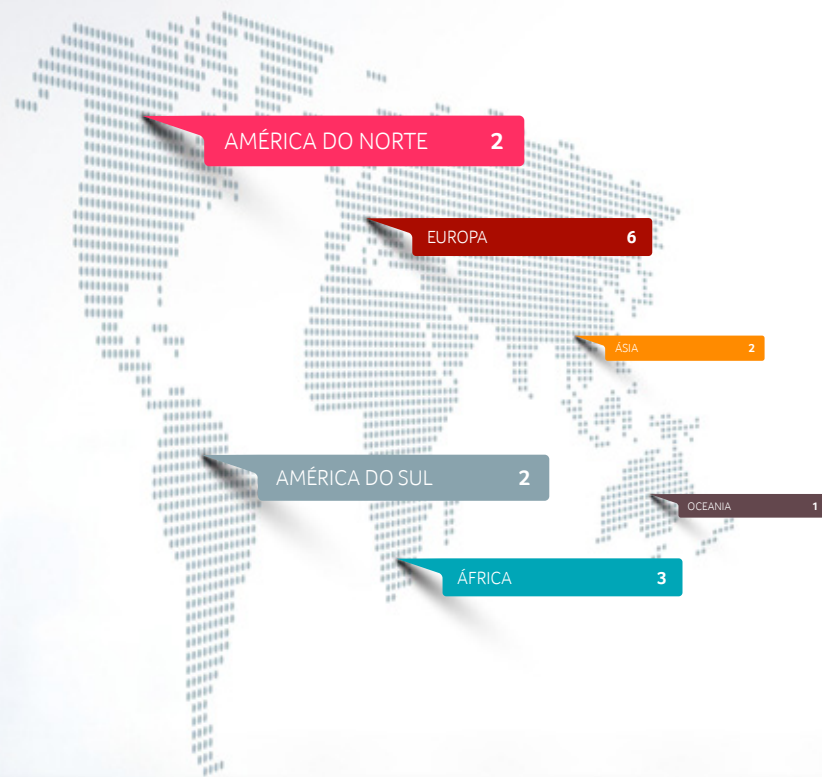 AMÉRICA DO NORTE 2
EUROPA 6
ÁSIA 2
AMÉRICA DO SUL 2
OCEANIA 1
ÁFRICA 3